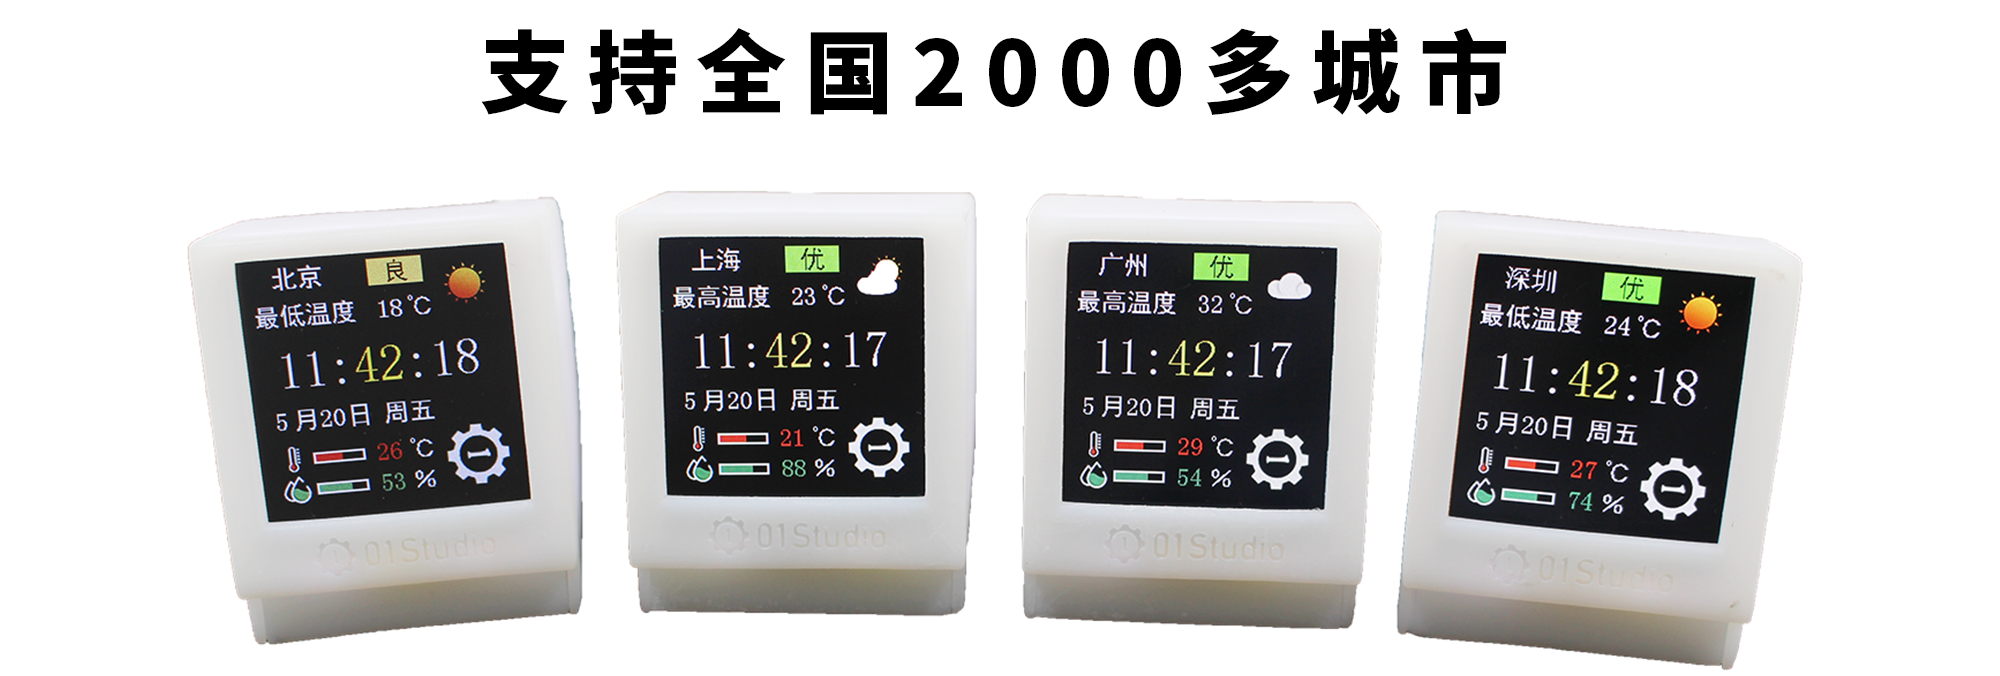 支持全国2000多城市
北京 良
最低温度 18℃
11:42:18
5月20日 周五
26 ℃
53 %
01Studio
上海 优
最高温度 23℃
11:42:17
5月20日 周五
21 ℃
88 %
01Studio
广州 优
最高温度 32℃
11:42:17
5月20日 周五
29 ℃
54 %
01Studio
深圳 优
最低温度 24℃
11:42:18
5月20日 周五
27 ℃
74 %
01Studio